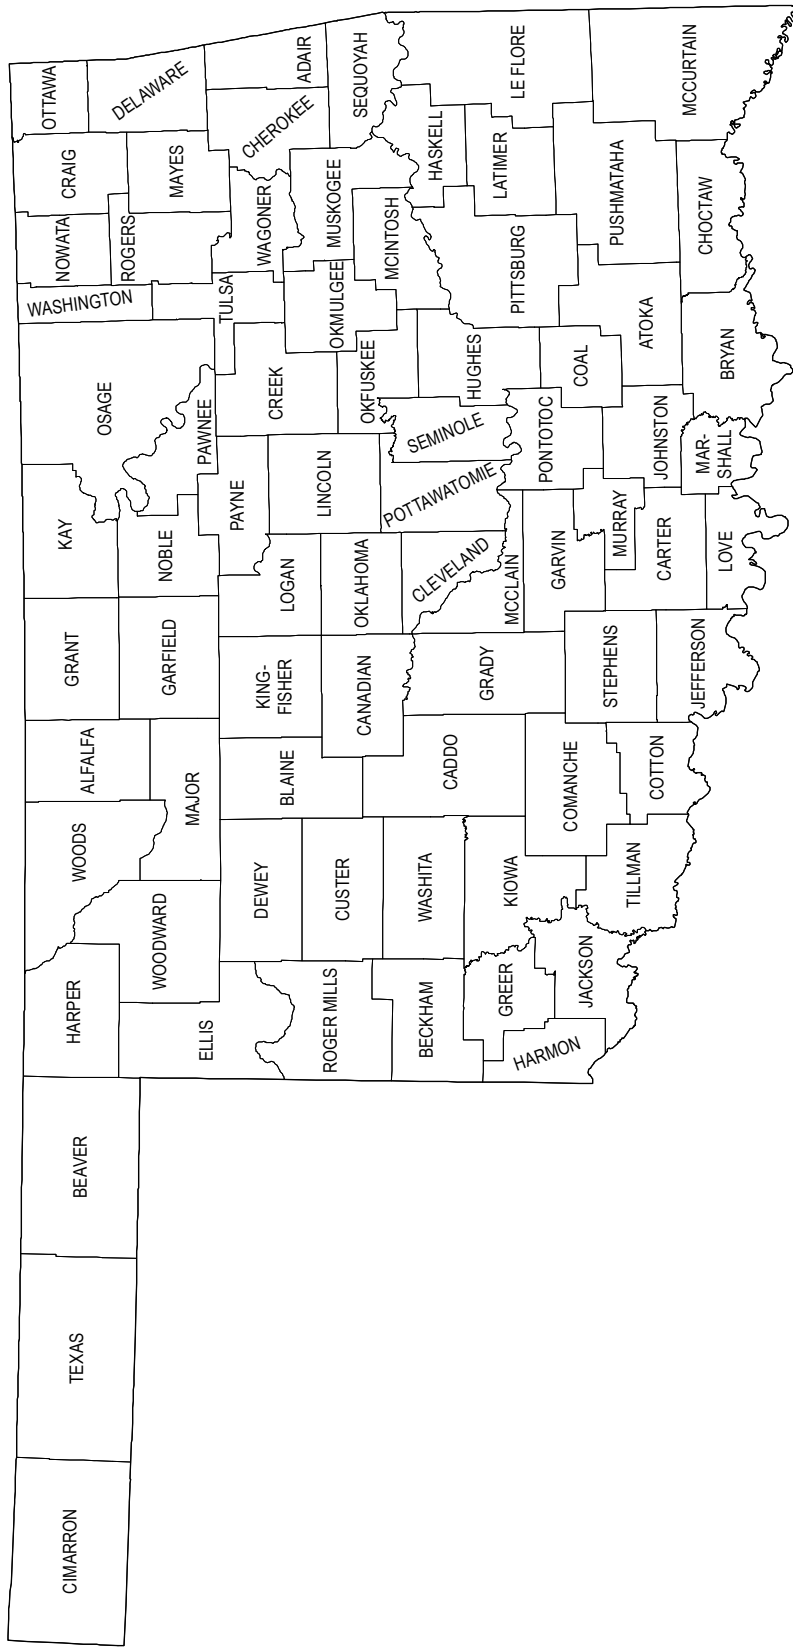 CIMARRON
TEXAS
BEAVER
HARPER
WOODS
ALFALFA
GRANT
KAY
OSAGE
WASHINGTON
NOWATA
CRAIG
OTTAWA
ELLIS
WOODWARD
MAJOR
GARFIELD
NOBLE
PAWNEE
ROGERS
MAYES
DELAWARE
ROGER MILLS
DEWEY
BLAINE
KING-
FISHER
LOGAN
PAYNE
CREEK
TULSA
WAGONER
CHEROKEE
ADAIR
BECKHAM
CUSTER
WASHITA
CADDO
CANADIAN
OKLAHOMA
LINCOLN
OKFUSKEE
OKMULGEE
MUSKOGEE
MCINTOSH
SEQUOYAH
HARMON
GREER
KIOWA
GRADY
CLEVELAND
MCCLAIN
POTTAWATOMIE
SEMINOLE
HUGHES
PITTSBURG
HASKELL
LATIMER
LE FLORE
JACKSON
TILLMAN
COMANCHE
COTTON
STEPHENS
JEFFERSON
GARVIN
MURRAY
CARTER
LOVE
PONTOTOC
JOHNSTON
MAR-
SHALL
COAL
ATOKA
BRYAN
PUSHMATAHA
CHOCTAW
MCCURTAIN